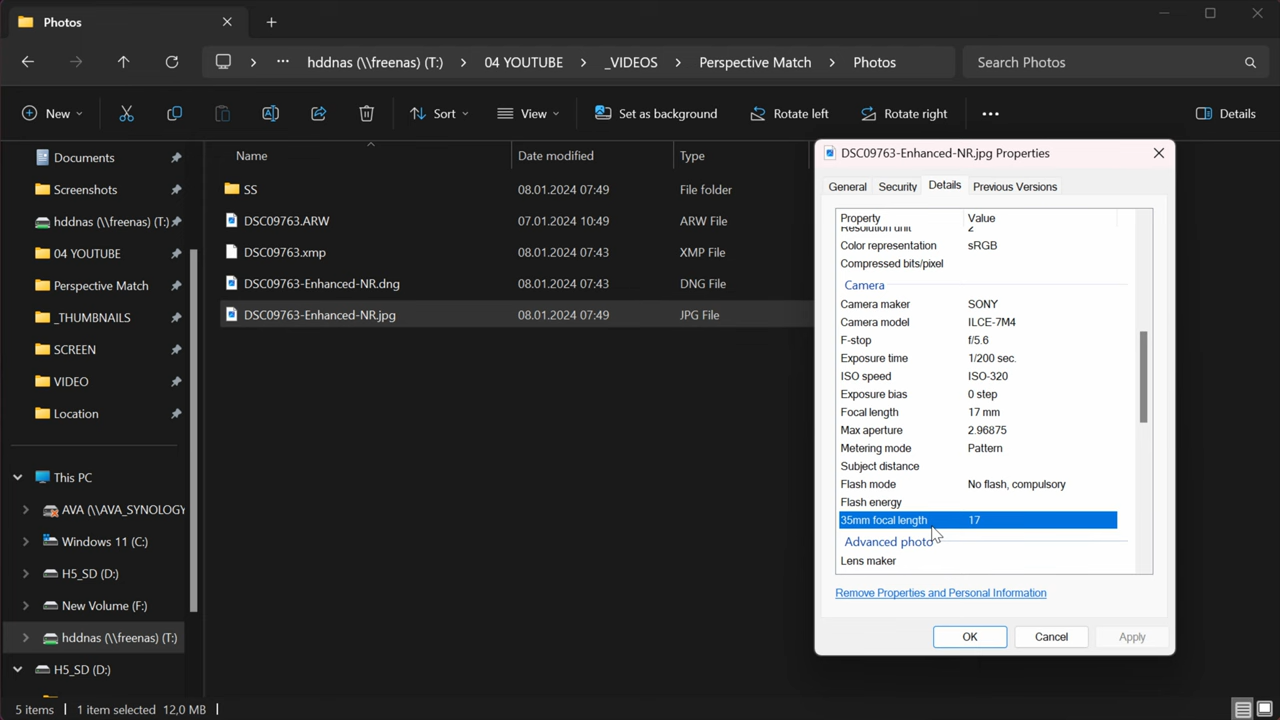 Photos
hddnas (\\freenas) (T:) 04 YOUTUBE _VIDEOS Perspective Match Photos
Search Photos
New Sort View Set as background Rotate left Rotate right Details
Documents
Screenshots
hddnas (\\freenas) (T:)
04 YOUTUBE
Perspective Match
_THUMBNAILS
SCREEN
VIDEO
Location
This PC
AVA (\\AVA_SYNOLOGY
Windows 11 (C:)
H5_SD (D:)
New Volume (F:)
hddnas (\\freenas) (T:)
H5_SD (D:)
Name Date modified Type
SS 08.01.2024 07:49 File folder
DSC09763.ARW 07.01.2024 10:49 ARW File
DSC09763.xmp 08.01.2024 07:43 XMP File
DSC09763-Enhanced-NR.dng 08.01.2024 07:43 DNG File
DSC09763-Enhanced-NR.jpg 08.01.2024 07:49 JPG File
DSC09763-Enhanced-NR.jpg Properties
General Security Details Previous Versions
Property Value
Resolution unit 2
Color representation sRGB
Compressed bits/pixel
Camera
Camera maker SONY
Camera model ILCE-7M4
F-stop f/5.6
Exposure time 1/200 sec.
ISO speed ISO-320
Exposure bias 0 step
Focal length 17 mm
Max aperture 2.96875
Metering mode Pattern
Subject distance
Flash mode No flash, compulsory
Flash energy
35mm focal length 17
Advanced photo
Lens maker
Remove Properties and Personal Information
OK Cancel Apply
5 items 1 item selected 12,0 MB